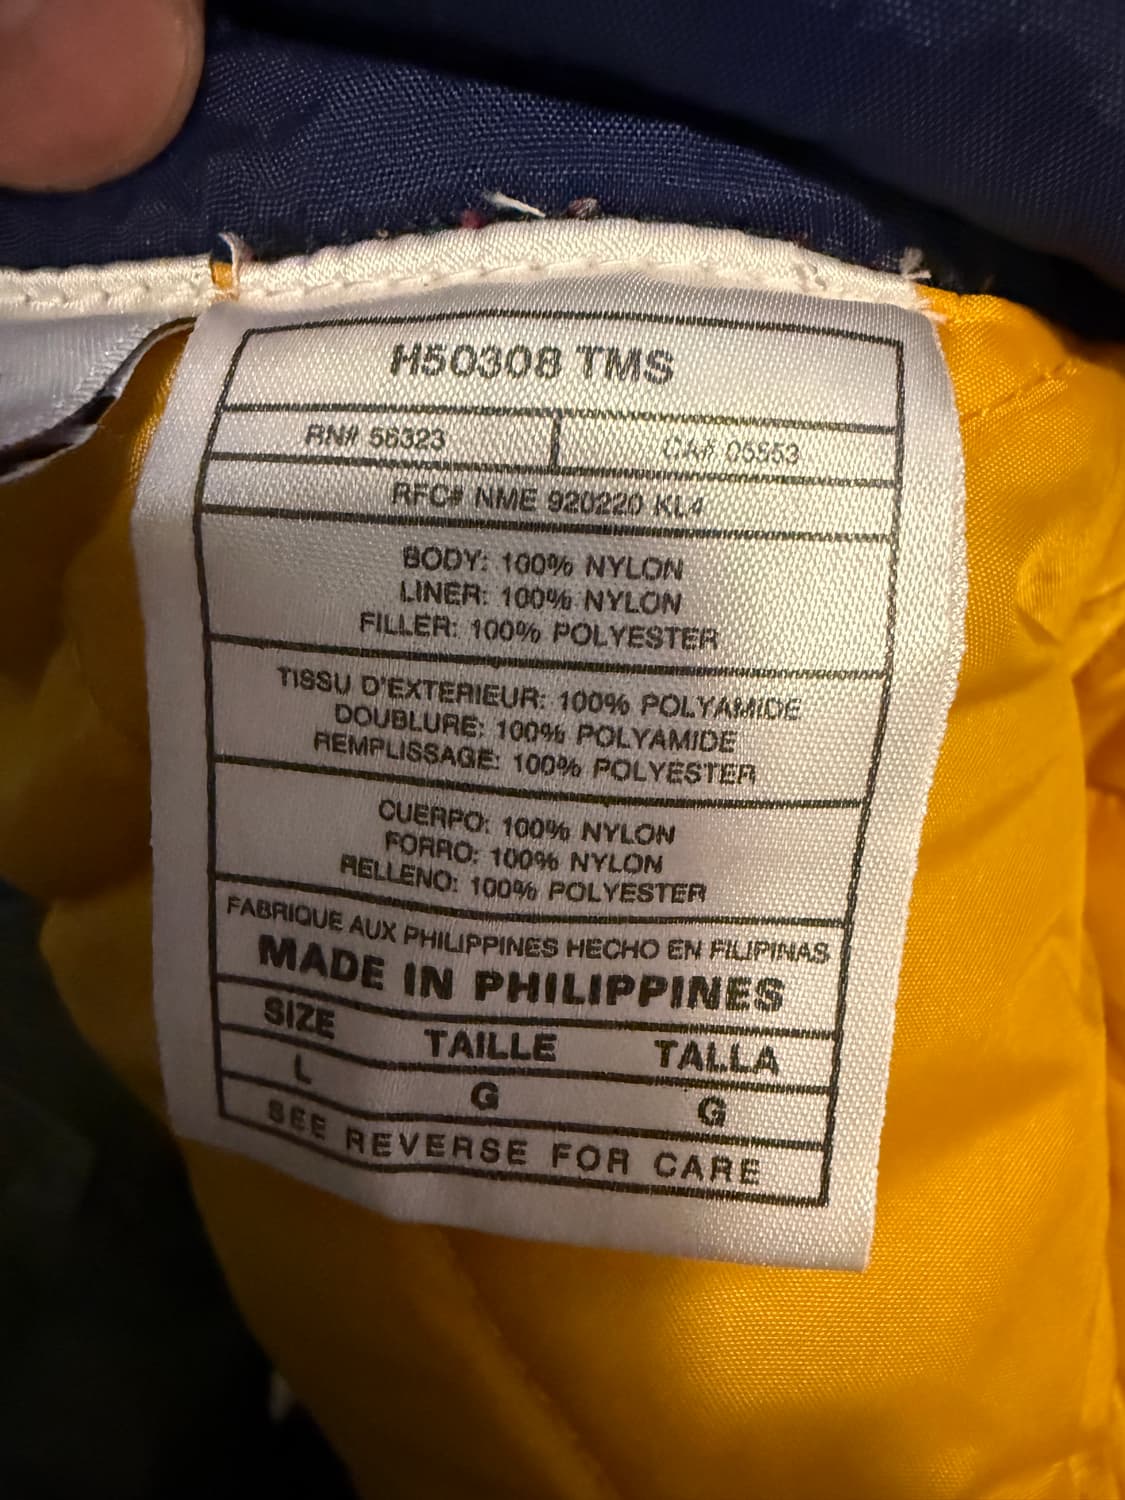 H50308 TMS
RN# 56323
CA# 05553
RFC# NME 920220 KL4
BODY: 100% NYLON
LINER: 100% NYLON
FILLER: 100% POLYESTER
TISSU D'EXTERIEUR: 100% POLYAMIDE
DOUBLURE: 100% POLYAMIDE
REMPLISSAGE: 100% POLYESTER
CUERPO: 100% NYLON
FORRO: 100% NYLON
RELLENO: 100% POLYESTER
FABRIQUE AUX PHILIPPINES HECHO EN FILIPINAS
MADE IN PHILIPPINES
SIZE TAILLE TALLA
L G G
SEE REVERSE FOR CARE